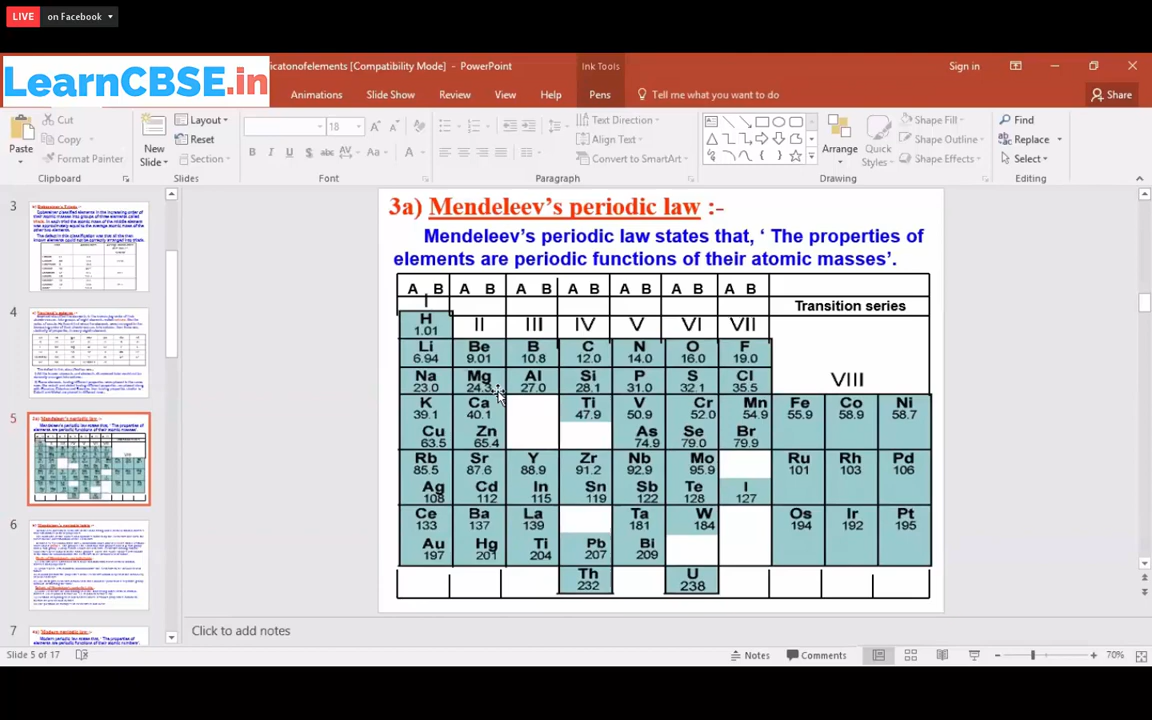 LIVE on Facebook
LearnCBSE.in
icatonofelements [Compatibility Mode] - PowerPoint
Ink Tools
Sign in
Animations Slide Show Review View Help Pens Tell me what you want to do Share
Paste Cut Copy Format Painter
Clipboard
New Slide Layout Reset Section
Slides
18
B I U S abc AV Aa A
Font
Text Direction Align Text Convert to SmartArt
Paragraph
Arrange Quick Styles Shape Fill Shape Outline Shape Effects
Drawing
Find Replace Select
Editing
3
4
5
6
7
3a) Mendeleev's periodic law :-
Mendeleev's periodic law states that, ‘ The properties of
elements are periodic functions of their atomic masses’.
A B A B A B A B A B A B A B
I Transition series
H II III IV V VI VII
1.01
Li Be B C N O F
6.94 9.01 10.8 12.0 14.0 16.0 19.0
Na Mg Al Si P S Cl VIII
23.0 24.3 27.0 28.1 31.0 32.1 35.5
K Ca Ti V Cr Mn Fe Co Ni
39.1 40.1 47.9 50.9 52.0 54.9 55.9 58.9 58.7
Cu Zn As Se Br
63.5 65.4 74.9 79.0 79.9
Rb Sr Y Zr Nb Mo Ru Rh Pd
85.5 87.6 88.9 91.2 92.9 95.9 101 103 106
Ag Cd In Sn Sb Te I
108 112 115 119 122 128 127
Ce Ba La Ta W Os Ir Pt
133 137 139 181 184 194 192 195
Au Hg Ti Pb Bi
197 201 204 207 209
Th U
232 238
Click to add notes
Slide 5 of 17 Notes Comments 70%